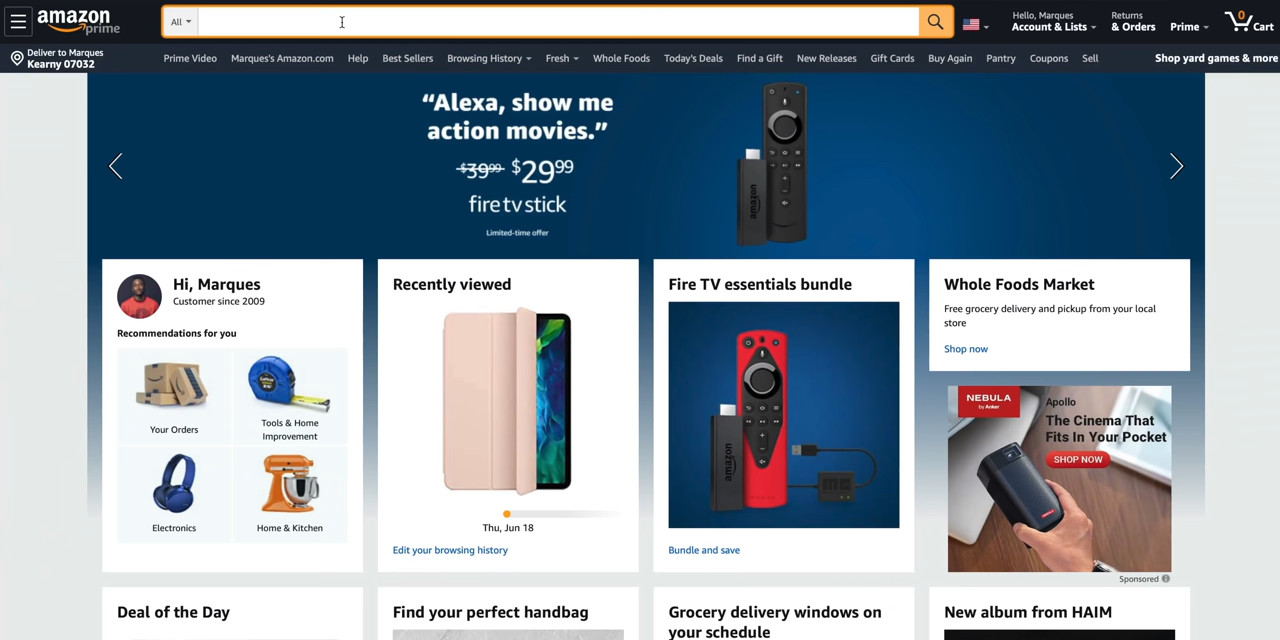 amazon
prime
All
Hello, Marques
Account & Lists
Returns
& Orders
Prime
0
Cart
Deliver to Marques
Kearny 07032
Prime Video
Marques's Amazon.com
Help
Best Sellers
Browsing History
Fresh
Whole Foods
Today's Deals
Find a Gift
New Releases
Gift Cards
Buy Again
Pantry
Coupons
Sell
Shop yard games & more
“Alexa, show me
action movies.”
$39.99 $29.99
fire tv stick
Limited-time offer
amazon
Hi, Marques
Customer since 2009
Recommendations for you
Your Orders
Tools & Home
Improvement
Electronics
Home & Kitchen
Recently viewed
Thu, Jun 18
Edit your browsing history
Fire TV essentials bundle
amazon
Bundle and save
Whole Foods Market
Free grocery delivery and pickup from your local
store
Shop now
NEBULA
by Anker
Apollo
The Cinema That
Fits In Your Pocket
SHOP NOW
Sponsored
Deal of the Day
Find your perfect handbag
Grocery delivery windows on
your schedule
New album from HAIM